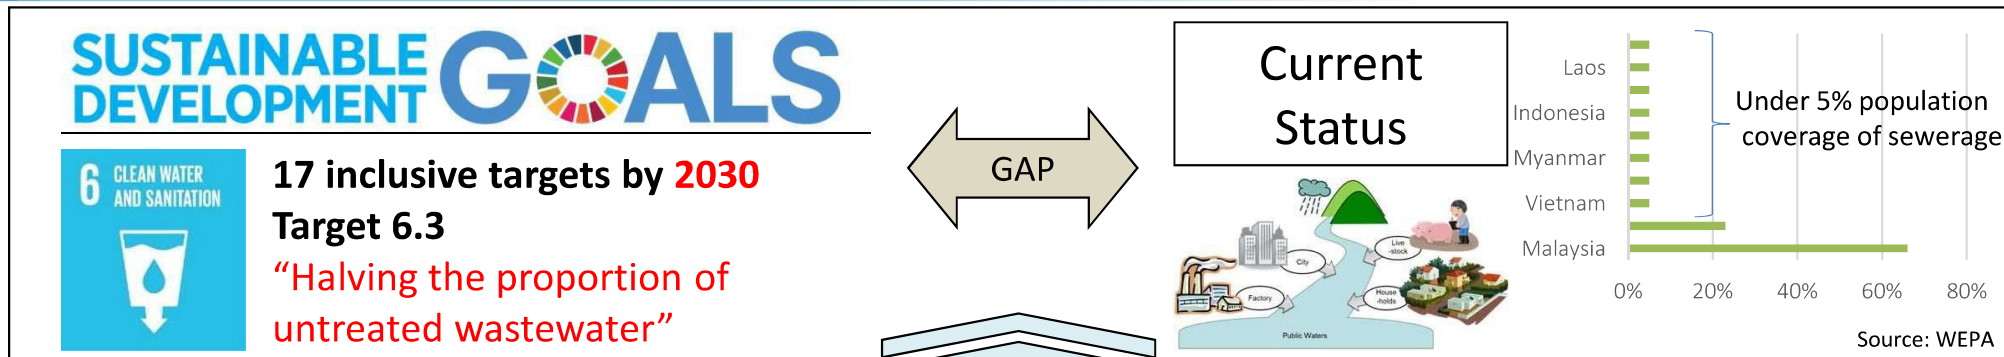 SUSTAINABLE
DEVELOPMENT
GOALS
6 CLEAN WATER
AND SANITATION
17 inclusive targets by 2030
Target 6.3
“Halving the proportion of
untreated wastewater”
GAP
Current
Status
City
Live
-stock
Factory
House
-holds
Public Waters
Laos
Indonesia
Myanmar
Vietnam
Malaysia
Under 5% population
coverage of sewerage
0% 20% 40% 60% 80%
Source: WEPA